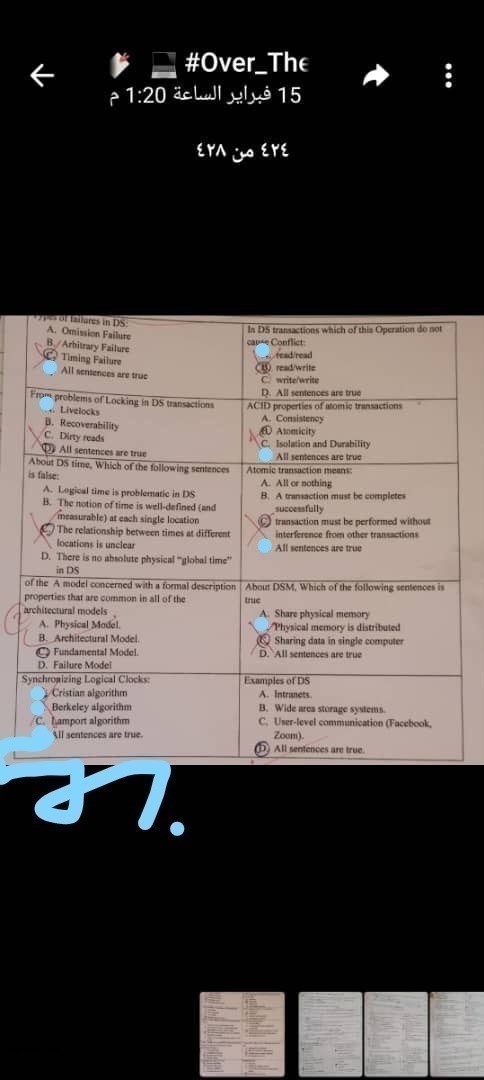 #Over_The
15 فبراير الساعة 1:20 م
٤٢٤ من ٤٢٨
Types of failures in DS:
A. Omission Failure
B. Arbitrary Failure
C. Timing Failure
All sentences are true
In DS transactions which of this Operation do not
cause Conflict:
read/read
B. read/write
C. write/write
D. All sentences are true
From problems of Locking in DS transactions
Livelocks
B. Recoverability
C. Dirty reads
D. All sentences are true
ACID properties of atomic transactions
A. Consistency
B. Atomicity
C. Isolation and Durability
All sentences are true
About DS time, Which of the following sentences
is false:
A. Logical time is problematic in DS
B. The notion of time is well-defined (and
measurable) at each single location
C. The relationship between times at different
locations is unclear
D. There is no absolute physical "global time"
in DS
Atomic transaction means:
A. All or nothing
B. A transaction must be completes
successfully
C. transaction must be performed without
interference from other transactions
All sentences are true
of the A model concerned with a formal description
properties that are common in all of the
architectural models
A. Physical Model.
B. Architectural Model.
C. Fundamental Model.
D. Failure Model
About DSM, Which of the following sentences is
true
A. Share physical memory
Physical memory is distributed
C. Sharing data in single computer
D. All sentences are true
Synchronizing Logical Clocks:
Cristian algorithm
Berkeley algorithm
C. Lamport algorithm
All sentences are true.
Examples of DS
A. Intranets.
B. Wide area storage systems.
C. User-level communication (Facebook,
Zoom).
D. All sentences are true.